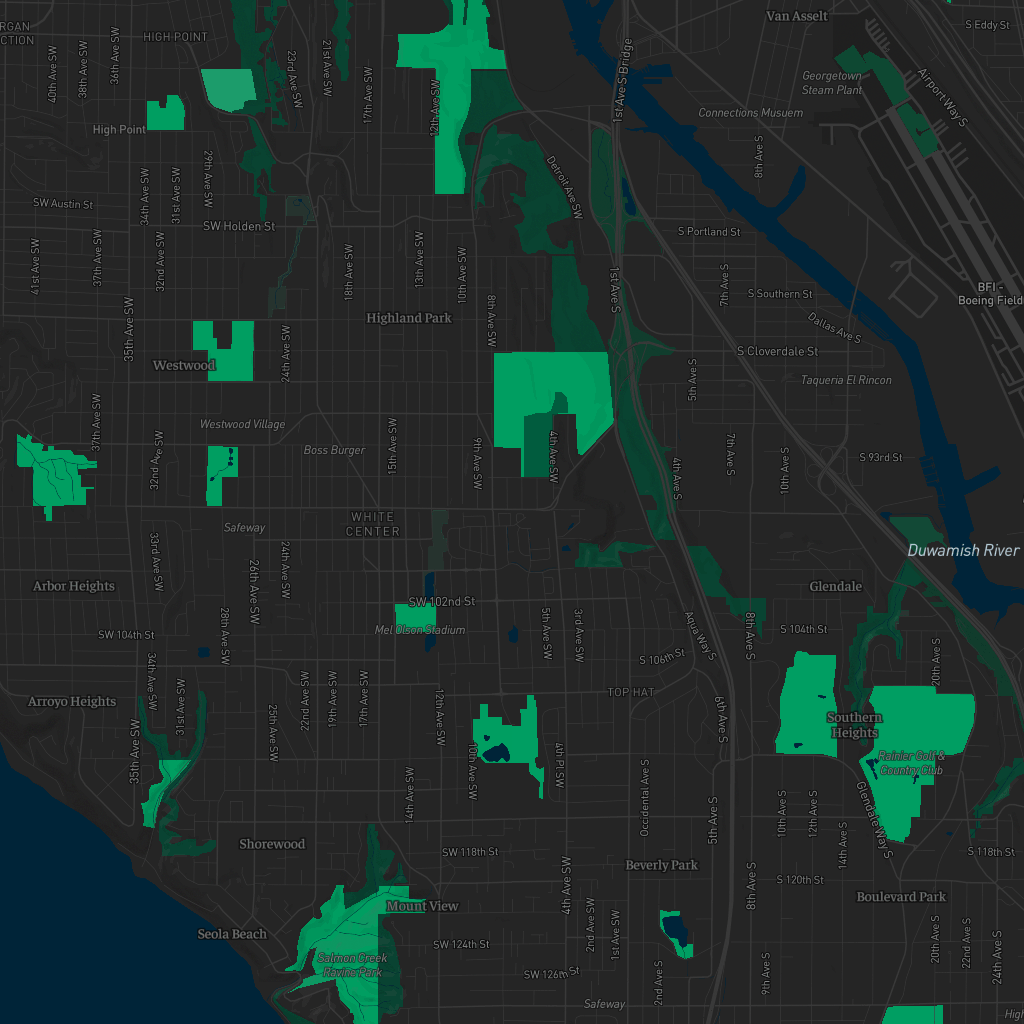 Van Asselt
S Eddy St
RGAN
CTION
HIGH POINT
40th Ave SW
38th Ave SW
36th Ave SW
23rd Ave SW
21st Ave SW
17th Ave SW
12th Ave SW
1st Ave S Bridge
Georgetown
Steam Plant
Airport Way S
Connections Musuem
High Point
8th Ave S
29th Ave SW
34th Ave SW
31st Ave SW
Detroit Ave SW
SW Austin St
SW Holden St
S Portland St
41st Ave SW
37th Ave SW
32nd Ave SW
18th Ave SW
13th Ave SW
10th Ave SW
8th Ave SW
1st Ave S
7th Ave S
S Southern St
BFI -
Boeing Field
Dallas Ave S
35th Ave SW
24th Ave SW
Highland Park
S Cloverdale St
Westwood
5th Ave S
Taqueria El Rincon
37th Ave SW
Westwood Village
32nd Ave SW
15th Ave SW
Boss Burger
9th Ave SW
4th Ave SW
4th Ave S
7th Ave S
10th Ave S
S 93rd St
WHITE
CENTER
Safeway
33rd Ave SW
24th Ave SW
26th Ave SW
Duwamish River
Arbor Heights
Glendale
SW 102nd St
28th Ave SW
SW 104th St
Mel Olson Stadium
5th Ave SW
3rd Ave SW
Aqua Way S
8th Ave S
S 104th St
S 106th St
20th Ave S
34th Ave SW
31st Ave SW
Arroyo Heights
22nd Ave SW
19th Ave SW
17th Ave SW
12th Ave SW
TOP HAT
6th Ave S
Southern
Heights
25th Ave SW
35th Ave SW
10th Ave SW
4th Pl SW
Rainier Golf &
Country Club
14th Ave SW
Occidental Ave S
5th Ave S
10th Ave S
12th Ave S
14th Ave S
Glendale Way S
Shorewood
SW 118th St
S 118th St
Beverly Park
4th Ave SW
8th Ave S
S 120th St
Boulevard Park
Mount View
Seola Beach
SW 124th St
2nd Ave SW
1st Ave SW
20th Ave S
22nd Ave S
24th Ave S
Salmon Creek
Ravine Park
SW 126th St
2nd Ave S
9th Ave S
Safeway
High